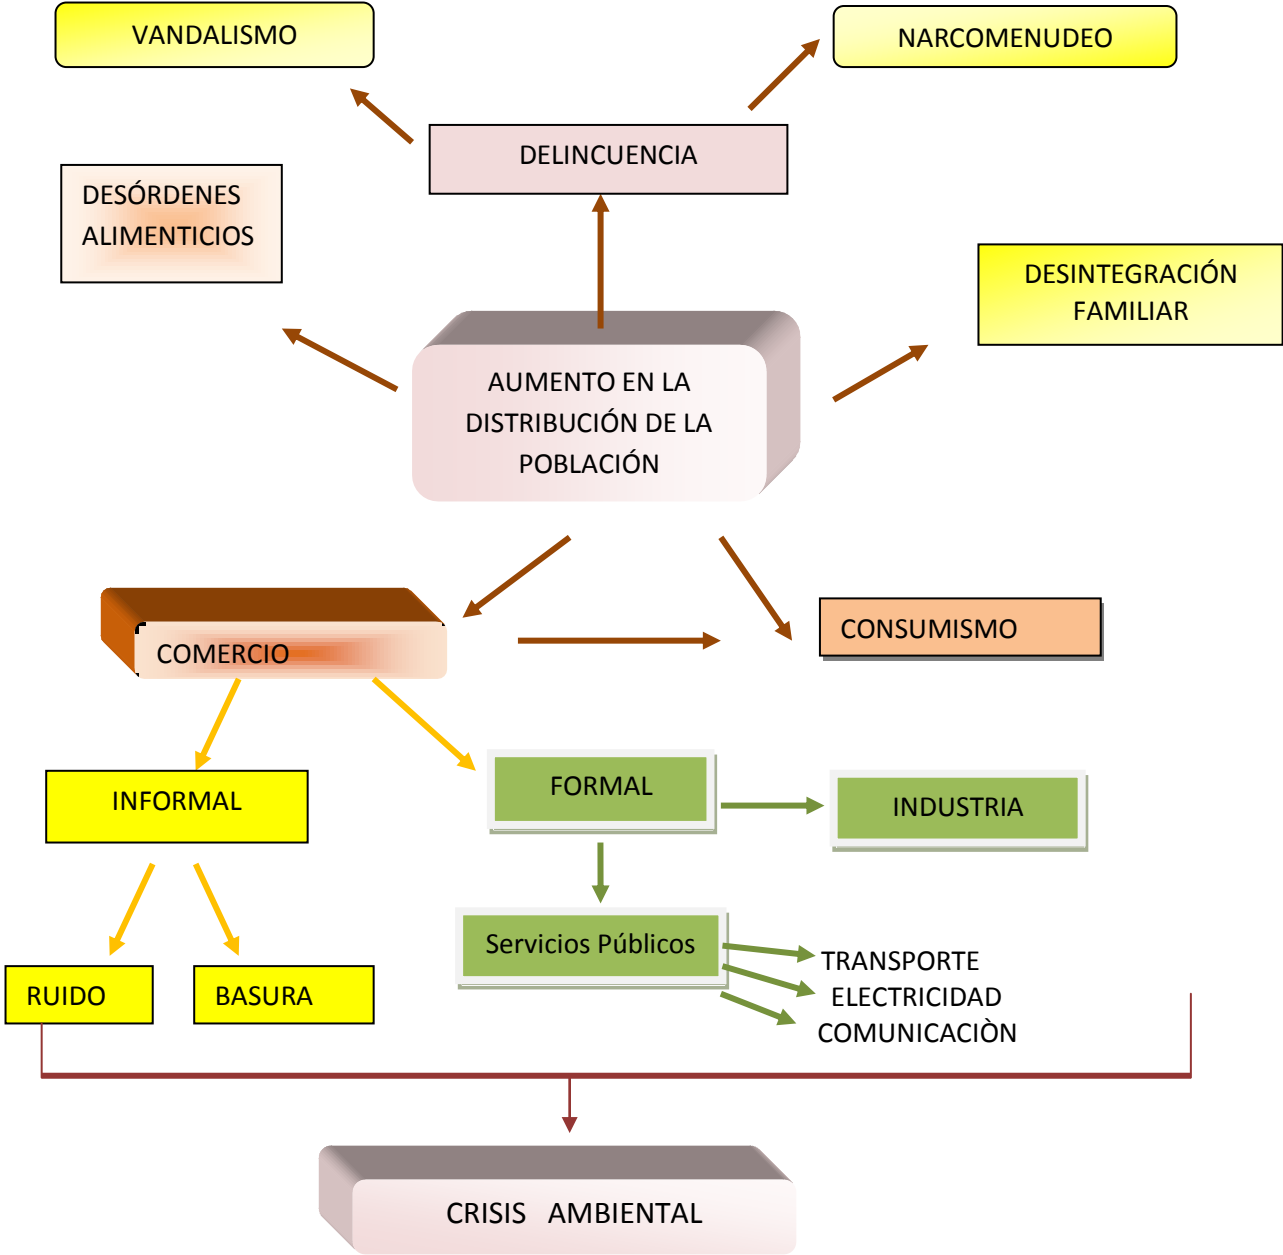 VANDALISMO
NARCOMENUDEO
DELINCUENCIA
DESÓRDENES
ALIMENTICIOS
DESINTEGRACIÓN
FAMILIAR
AUMENTO EN LA
DISTRIBUCIÓN DE LA
POBLACIÓN
COMERCIO
CONSUMISMO
INFORMAL
FORMAL
INDUSTRIA
Servicios Públicos
TRANSPORTE
ELECTRICIDAD
COMUNICACIÒN
RUIDO
BASURA
CRISIS AMBIENTAL